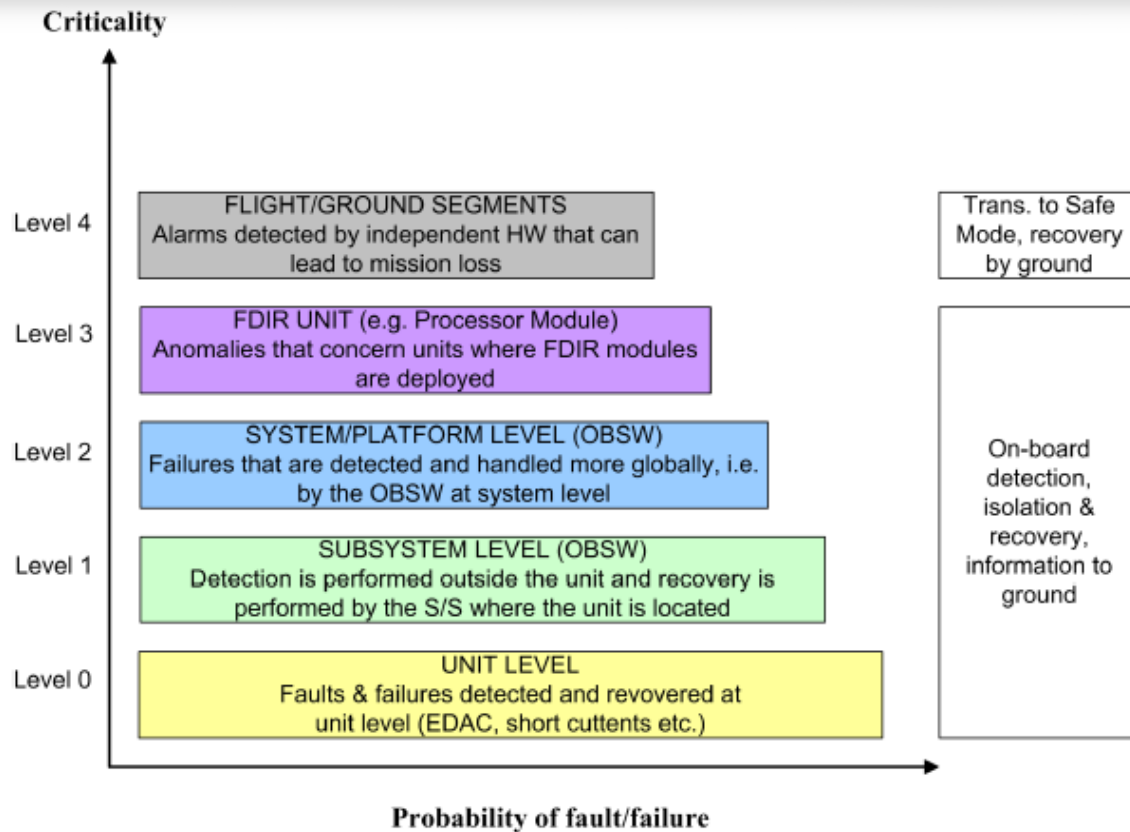 Criticality
Level 4
FLIGHT/GROUND SEGMENTS
Alarms detected by independent HW that can
lead to mission loss
Trans. to Safe
Mode, recovery
by ground
Level 3
FDIR UNIT (e.g. Processor Module)
Anomalies that concern units where FDIR modules
are deployed
Level 2
SYSTEM/PLATFORM LEVEL (OBSW)
Failures that are detected and handled more globally, i.e.
by the OBSW at system level
On-board
detection,
isolation &
recovery,
information to
ground
Level 1
SUBSYSTEM LEVEL (OBSW)
Detection is performed outside the unit and recovery is
performed by the S/S where the unit is located
Level 0
UNIT LEVEL
Faults & failures detected and revovered at
unit level (EDAC, short cuttents etc.)
Probability of fault/failure